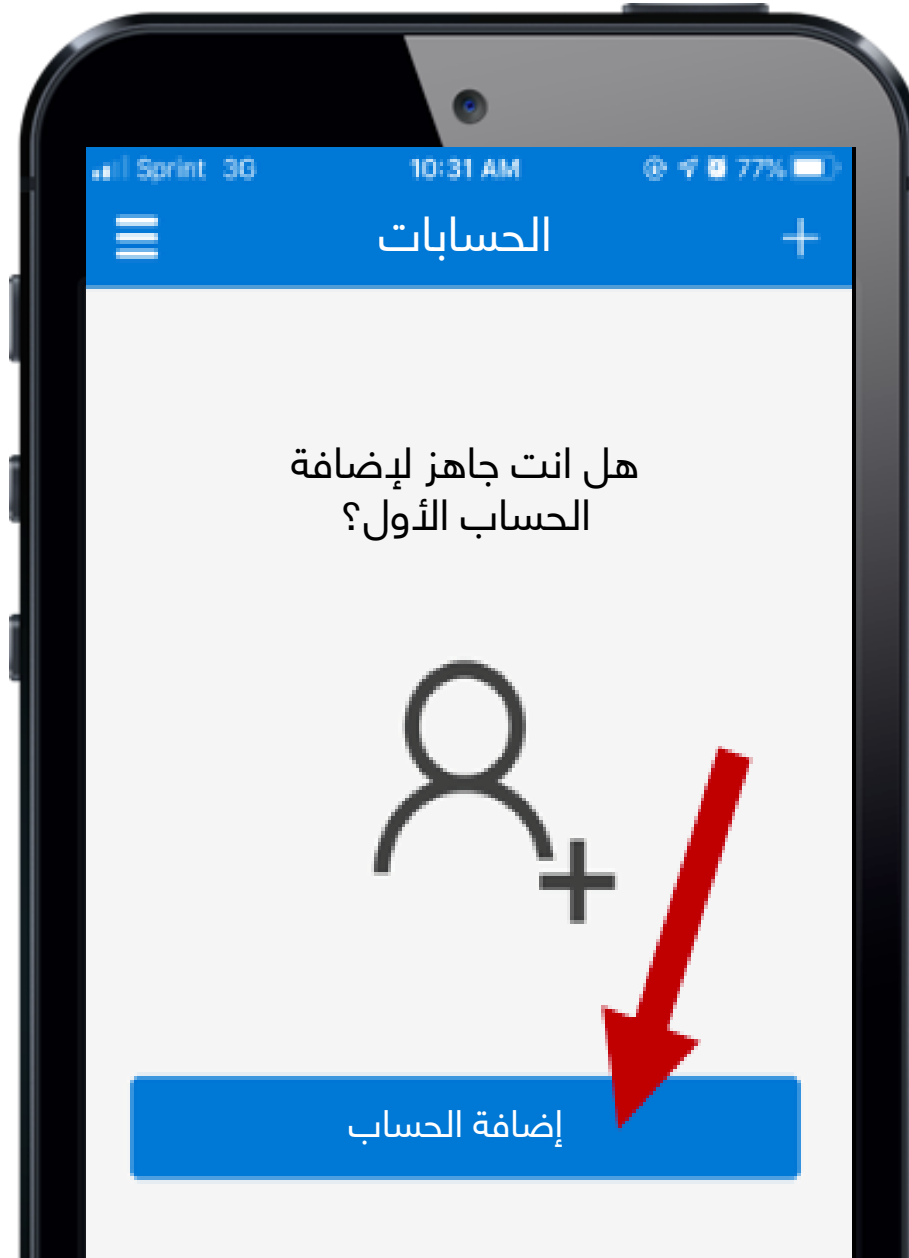 Sprint 3G 10:31 AM 77%
الحسابات +
هل انت جاهز لإضافة
الحساب الأول؟
إضافة الحساب